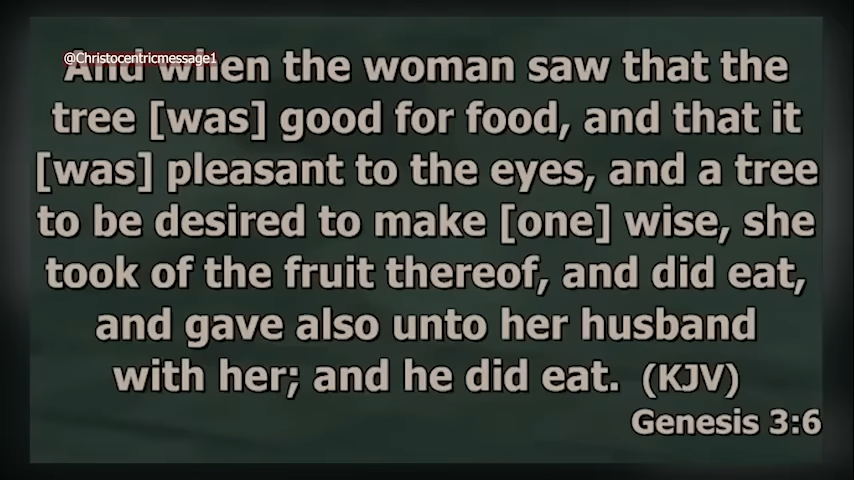 @Christocentricmessage1
And when the woman saw that the
tree [was] good for food, and that it
[was] pleasant to the eyes, and a tree
to be desired to make [one] wise, she
took of the fruit thereof, and did eat,
and gave also unto her husband
with her; and he did eat. (KJV)
Genesis 3:6